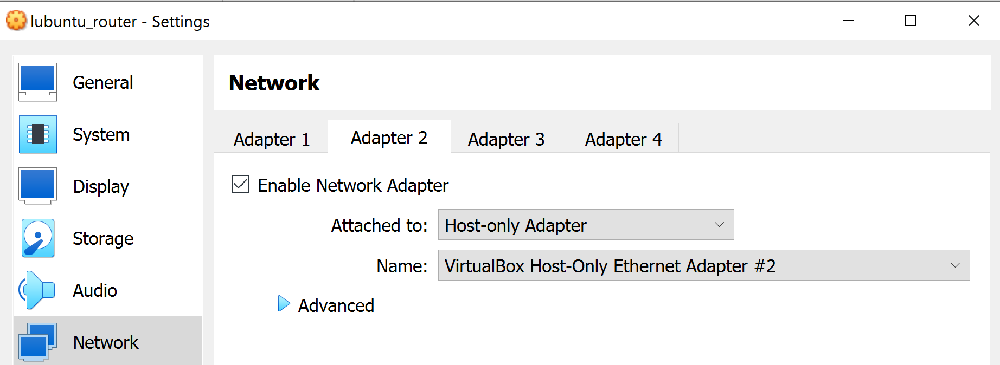 lubuntu_router - Settings
General
System
Display
Storage
Audio
Network
Network
Adapter 1
Adapter 2
Adapter 3
Adapter 4
Enable Network Adapter
Attached to: Host-only Adapter
Name: VirtualBox Host-Only Ethernet Adapter #2
Advanced